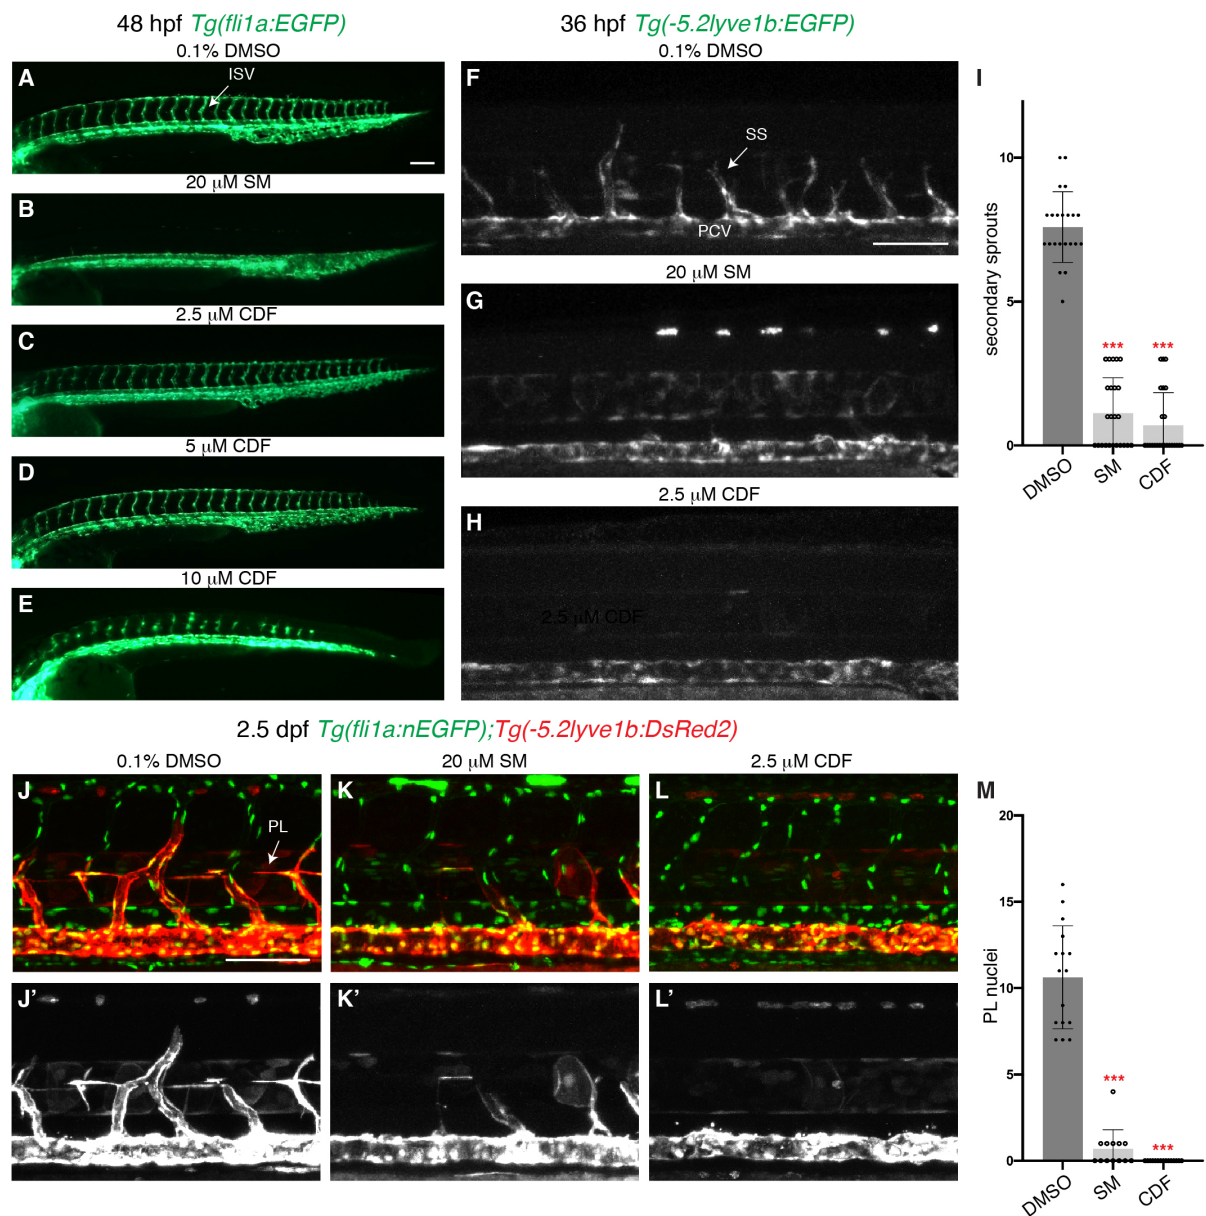 48 hpf Tg(fli1a:EGFP)
0.1% DMSO
A
ISV
20 μM SM
B
2.5 μM CDF
C
5 μM CDF
D
10 μM CDF
E
36 hpf Tg(-5.2lyve1b:EGFP)
0.1% DMSO
F
SS
PCV
20 μM SM
G
2.5 μM CDF
H
2.5 μM CDF
I
secondary sprouts
10
5
0
***
***
DMSO
SM
CDF
2.5 dpf Tg(fli1a:nEGFP);Tg(-5.2lyve1b:DsRed2)
0.1% DMSO
20 μM SM
2.5 μM CDF
J
PL
K
L
J’
K’
L’
M
PL nuclei
20
15
10
5
0
***
***
DMSO
SM
CDF